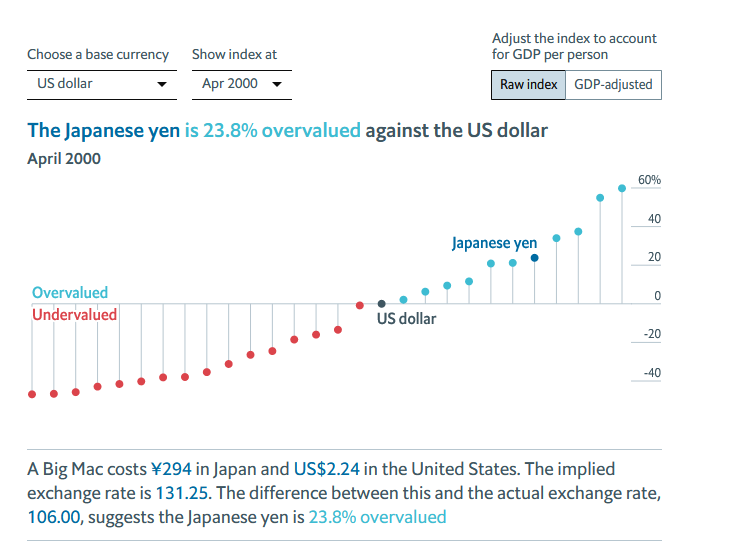 Choose a base currency
Show index at
Adjust the index to account
for GDP per person
US dollar
Apr 2000
Raw index
GDP-adjusted
The Japanese yen is 23.8% overvalued against the US dollar
April 2000
60%
40
Japanese yen
20
Overvalued
0
Undervalued
US dollar
-20
-40
A Big Mac costs ¥294 in Japan and US$2.24 in the United States. The implied
exchange rate is 131.25. The difference between this and the actual exchange rate,
106.00, suggests the Japanese yen is 23.8% overvalued